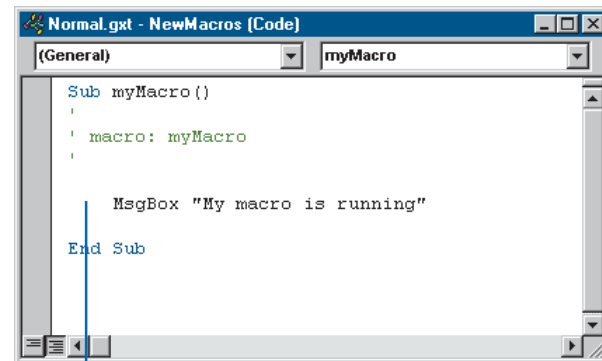 Normal.gxt - NewMacros (Code)
(General) myMacro
Sub myMacro()
'
' macro: myMacro
'
MsgBox "My macro is running"
End Sub